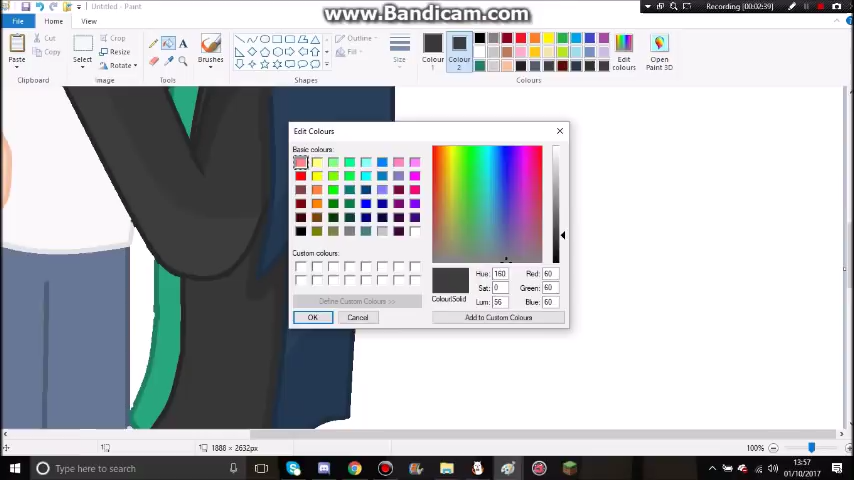 www.Bandicam.com
Untitled - Paint
Recording [00:02:39]
File
Home
View
Paste
Cut
Copy
Clipboard
Select
Crop
Resize
Rotate
Image
A
Tools
Brushes
Outline
Fill
Shapes
Size
Colour
1
Colour
2
Edit
colours
Open
Paint 3D
Colours
Edit Colours
Basic colours:
Custom colours:
Define Custom Colours >>
OK
Cancel
Colour|Solid
Hue: 160
Sat: 0
Lum: 56
Red: 60
Green: 60
Blue: 60
Add to Custom Colours
1888 × 2632px
100%
Type here to search
13:57
01/10/2017